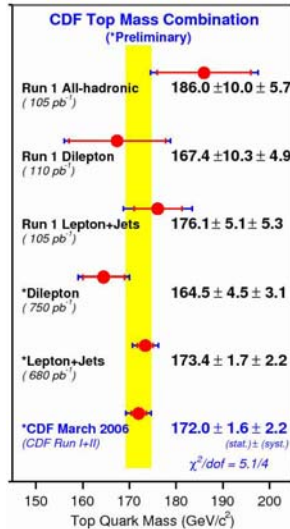 CDF Top Mass Combination
(*Preliminary)
Run 1 All-hadronic 186.0 ±10.0 ± 5.7
( 105 pb⁻¹)
Run 1 Dilepton 167.4 ±10.3 ± 4.9
( 110 pb⁻¹)
Run 1 Lepton+Jets 176.1 ± 5.1 ± 5.3
( 105 pb⁻¹)
*Dilepton 164.5 ± 4.5 ± 3.1
( 750 pb⁻¹)
*Lepton+Jets 173.4 ± 1.7 ± 2.2
( 680 pb⁻¹)
*CDF March 2006 172.0 ± 1.6 ± 2.2
(CDF Run I+II) (stat.) ± (syst.)
χ²/dof = 5.1/4
150 160 170 180 190 200
Top Quark Mass (GeV/c²)